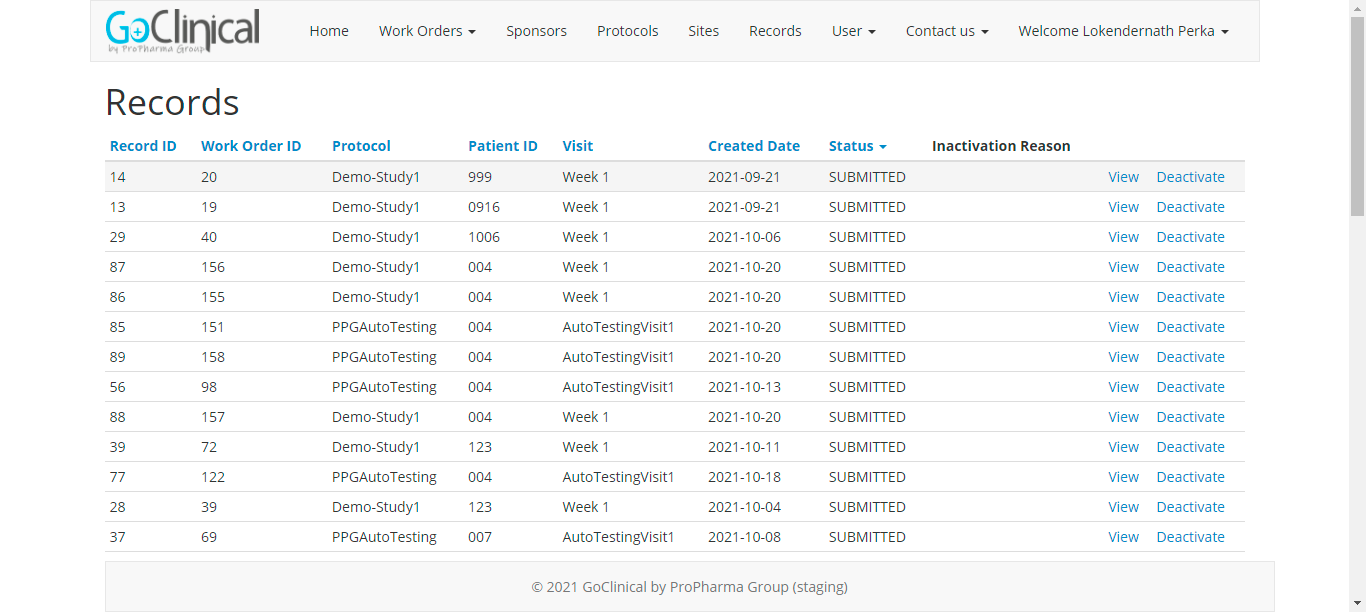 GoClinical
by ProPharma Group
Home Work Orders Sponsors Protocols Sites Records User Contact us Welcome Lokendernath Perka
Records
Record ID Work Order ID Protocol Patient ID Visit Created Date Status Inactivation Reason
14 20 Demo-Study1 999 Week 1 2021-09-21 SUBMITTED View Deactivate
13 19 Demo-Study1 0916 Week 1 2021-09-21 SUBMITTED View Deactivate
29 40 Demo-Study1 1006 Week 1 2021-10-06 SUBMITTED View Deactivate
87 156 Demo-Study1 004 Week 1 2021-10-20 SUBMITTED View Deactivate
86 155 Demo-Study1 004 Week 1 2021-10-20 SUBMITTED View Deactivate
85 151 PPGAutoTesting 004 AutoTestingVisit1 2021-10-20 SUBMITTED View Deactivate
89 158 PPGAutoTesting 004 AutoTestingVisit1 2021-10-20 SUBMITTED View Deactivate
56 98 PPGAutoTesting 004 AutoTestingVisit1 2021-10-13 SUBMITTED View Deactivate
88 157 Demo-Study1 004 Week 1 2021-10-20 SUBMITTED View Deactivate
39 72 Demo-Study1 123 Week 1 2021-10-11 SUBMITTED View Deactivate
77 122 PPGAutoTesting 004 AutoTestingVisit1 2021-10-18 SUBMITTED View Deactivate
28 39 Demo-Study1 123 Week 1 2021-10-04 SUBMITTED View Deactivate
37 69 PPGAutoTesting 007 AutoTestingVisit1 2021-10-08 SUBMITTED View Deactivate
© 2021 GoClinical by ProPharma Group (staging)